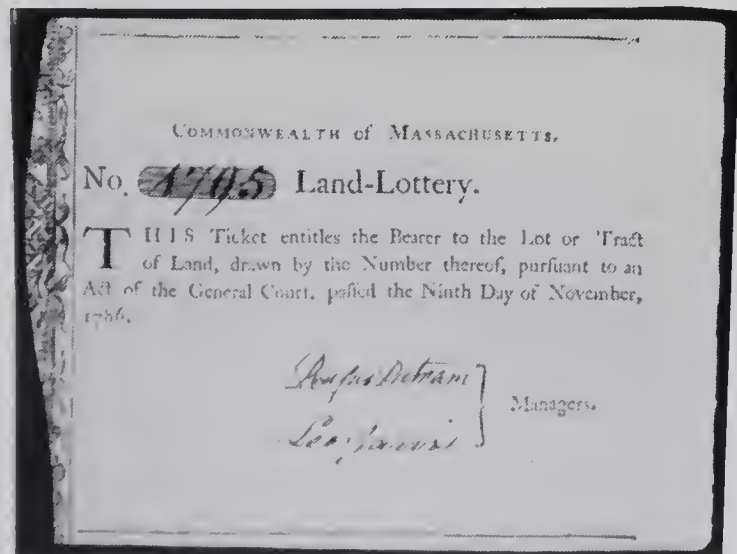 COMMONWEALTH of MASSACHUSETTS.
No. 1795 Land-Lottery.
THIS Ticket entitles the Bearer to the Lot or Tract
of Land, drawn by the Number thereof, purſuant to an
Act of the General Court, paſſed the Ninth Day of November,
1786.
Rufus Putnam
Leo. Jarvis
Managers.